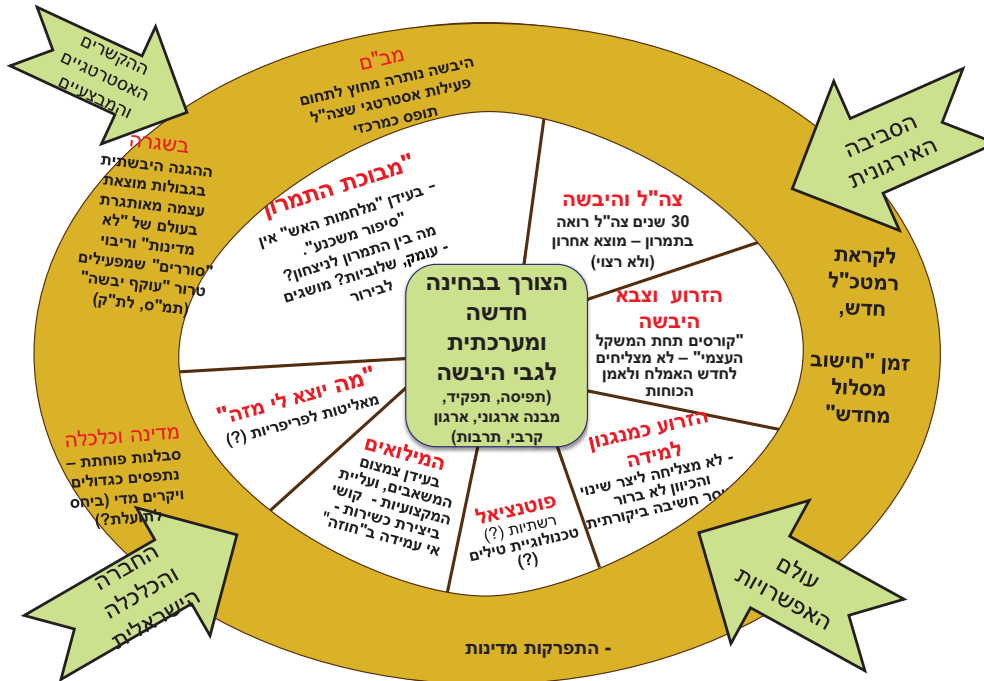 ההקשרים
האסטרטגיים
והמבצעיים
מב"ם
היבשה נותרה מחוץ לתחום
פעילות אסטרטגי שצה"ל
תופס כמרכזי
הסביבה
האירגונית
בשגרה
ההגנה היבשתית
בגבולות מוצאת
עצמה מאותגרת
בעולם של "לא
מדינות" וריבוי
"סוררים" שמפעילים
טרור "עוקף יבשה"
(תמ"ס, לת"ק)
"מבוכת התמרון
- בעידן "מלחמות האש" אין
"סיפור משכנע".
מה בין התמרון לניצחון?
- עומק, שלוביות? מושגים
לבירור
צה"ל והיבשה
30 שנים צה"ל רואה
בתמרון – מוצא אחרון
(ולא רצוי)
לקראת
רמטכ"ל
חדש,
זמן "חישוב
מסלול
מחדש"
הצורך בבחינה
חדשה
ומערכתית
לגבי היבשה
(תפיסה, תפקיד,
מבנה ארגוני, ארגון
קרבי, תרבות)
הזרוע וצבא
היבשה
"קורסים תחת המשקל
העצמי" – לא מצליחים
לחדש האמלח ולאמן
הכוחות
"מה יוצא לי מזה"
מאליטות לפריפריות (?)
הזרוע כמנגנון
למידה
- לא מצליחה ליצר שינוי
והכיוון לא ברור
חשיבה ביקורתית
מדינה וכלכלה
סבלנות פוחתת –
נתפסים כגדולים
ויקרים מדי (ביחס
לתועלת?)
המילואים
בעידן צמצום
המשאבים, ועליית
המקצועיות - קושי
ביצירת כשירות -
אי עמידה ב"חוזה"
פוטנציאל
רשתיות (?)
טכנולוגיית טילים
(?)
החברה
והכלכלה
הישראלית
עולם
האפשרויות
- התפרקות מדינות